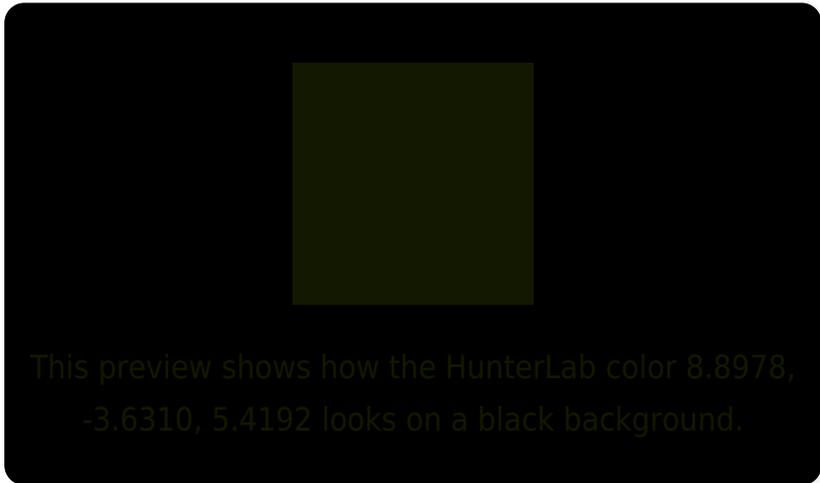 This preview shows how the HunterLab color 8.8978,
-3.6310, 5.4192 looks on a black background.